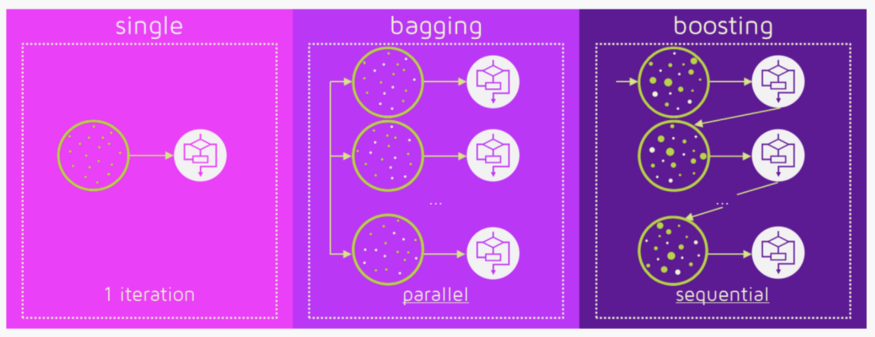 single
bagging
boosting
...
...
1 iteration
parallel
sequential